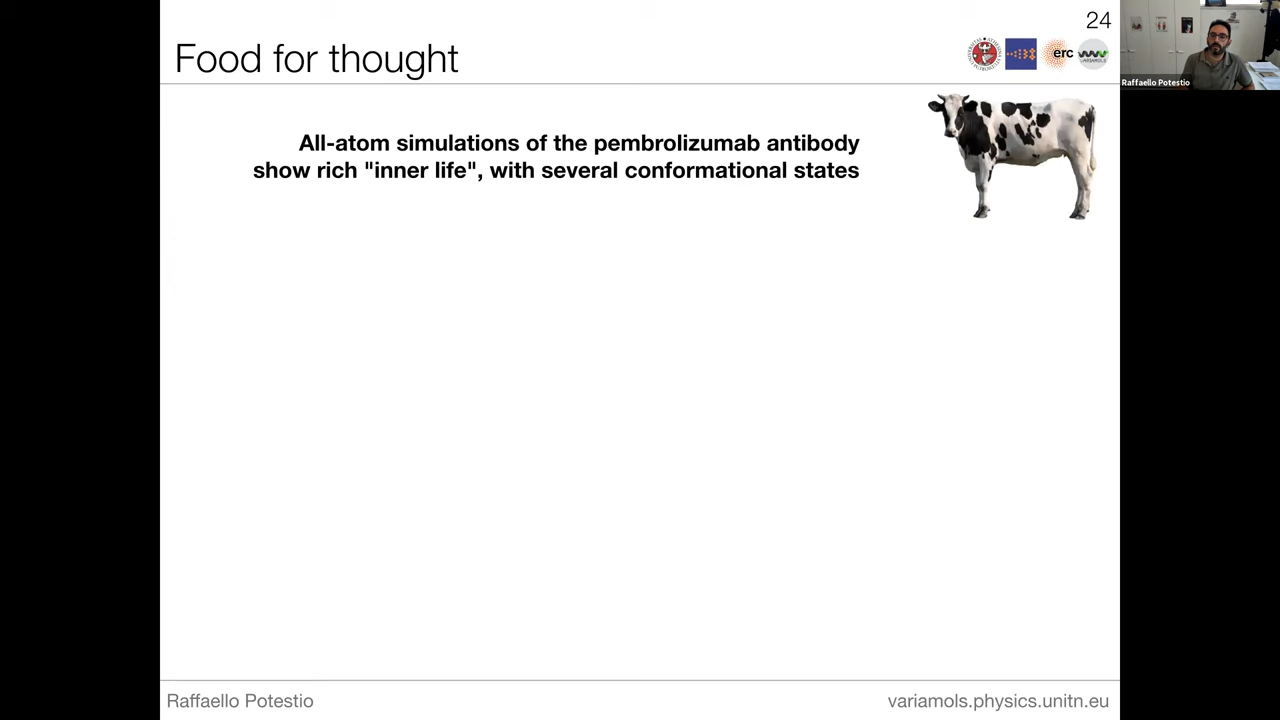 24
Food for thought
erc
VARIAMOLS
Raffaello Potestio
All-atom simulations of the pembrolizumab antibody
show rich "inner life", with several conformational states
Raffaello Potestio
variamols.physics.unitn.eu